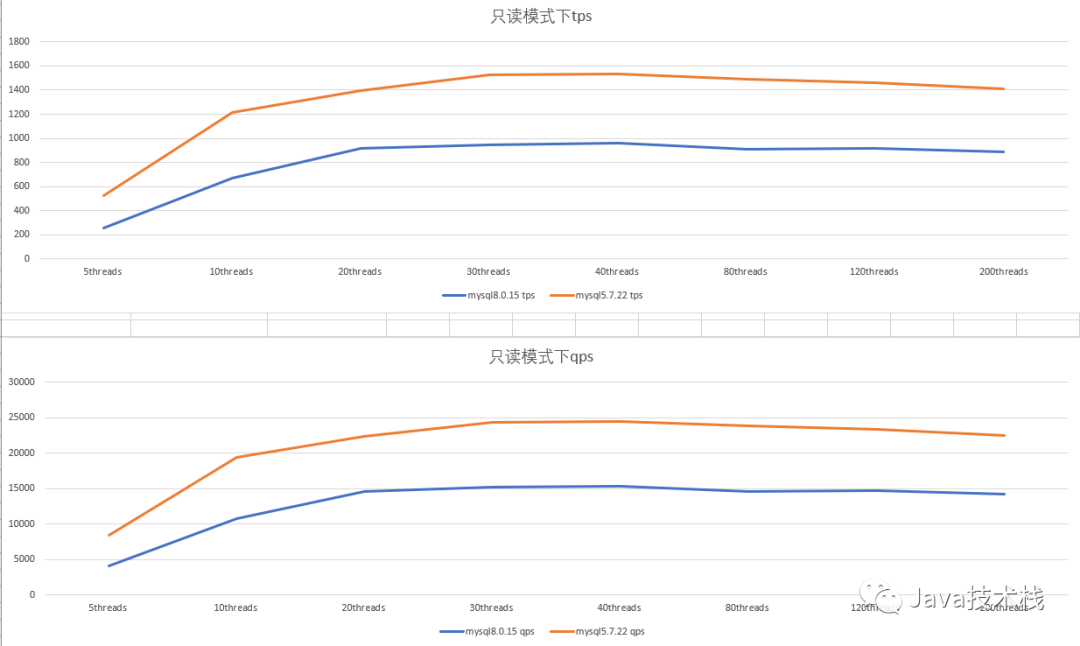 只读模式下tps
1800
1600
1400
1200
1000
800
600
400
200
0
5threads 10threads 20threads 30threads 40threads 80threads 120threads 200threads
mysql8.0.15 tps mysql5.7.22 tps
只读模式下qps
30000
25000
20000
15000
10000
5000
0
5threads 10threads 20threads 30threads 40threads 80threads 120threads 200threads
Java技术栈
mysql8.0.15 qps mysql5.7.22 qps